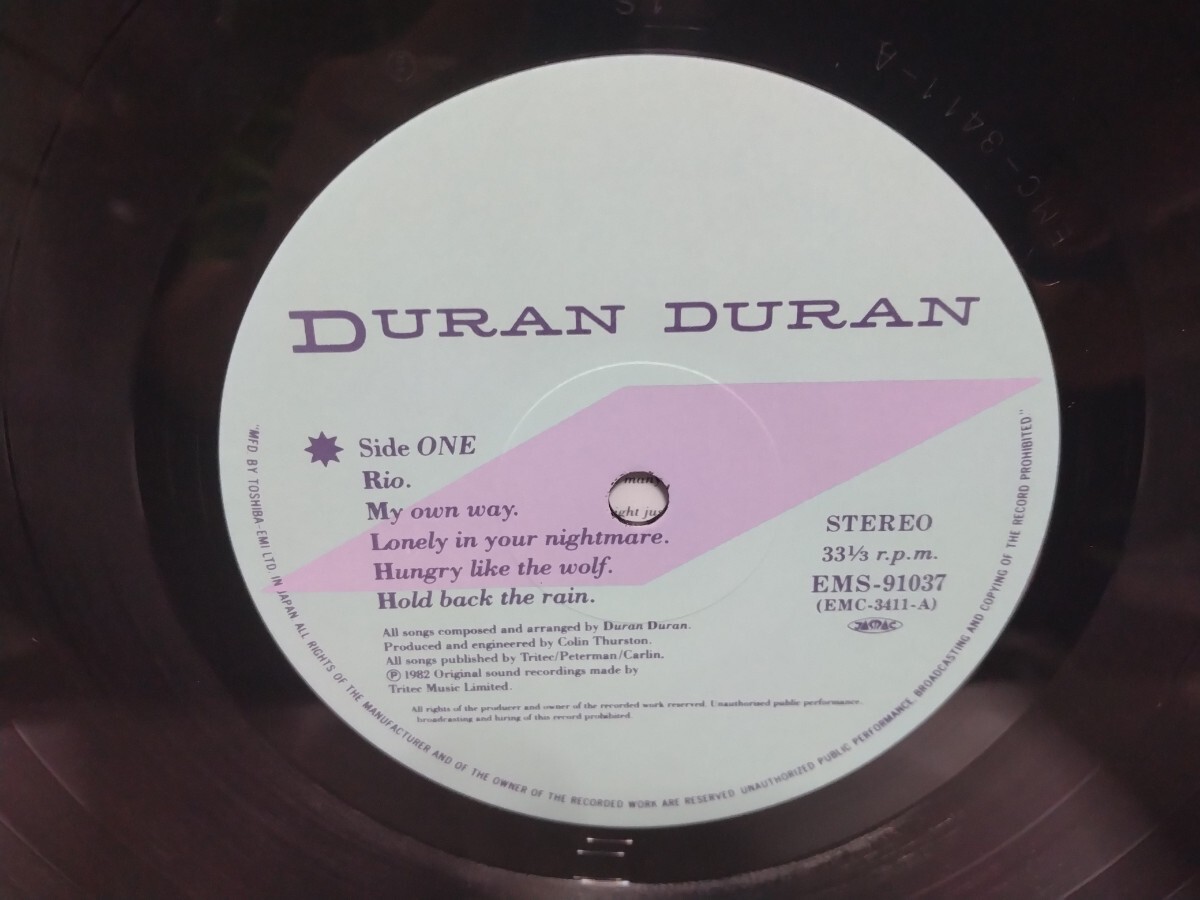 DURAN DURAN
Side ONE
Rio.
My own way.
Lonely in your nightmare.
Hungry like the wolf.
Hold back the rain.
STEREO
33⅓ r.p.m.
EMS-91037
(EMC-3411-A)
All songs composed and arranged by Duran Duran.
Produced and engineered by Colin Thurston.
All songs published by Tritec/Peterman/Carlin.
Ⓟ 1982 Original sound recordings made by
Tritec Music Limited.
All rights of the producer and owner of the recorded work reserved. Unauthorised public performance,
broadcasting and hiring of this record prohibited.
"MFD BY TOSHIBA-EMI LTD IN JAPAN ALL RIGHTS OF THE MANUFACTURER AND OF THE OWNER OF THE RECORDED WORK ARE RESERVED UNAUTHORIZED PUBLIC PERFORMANCE, BROADCASTING AND COPYING OF THE RECORD PROHIBITED"
EMC-3411-A
1S